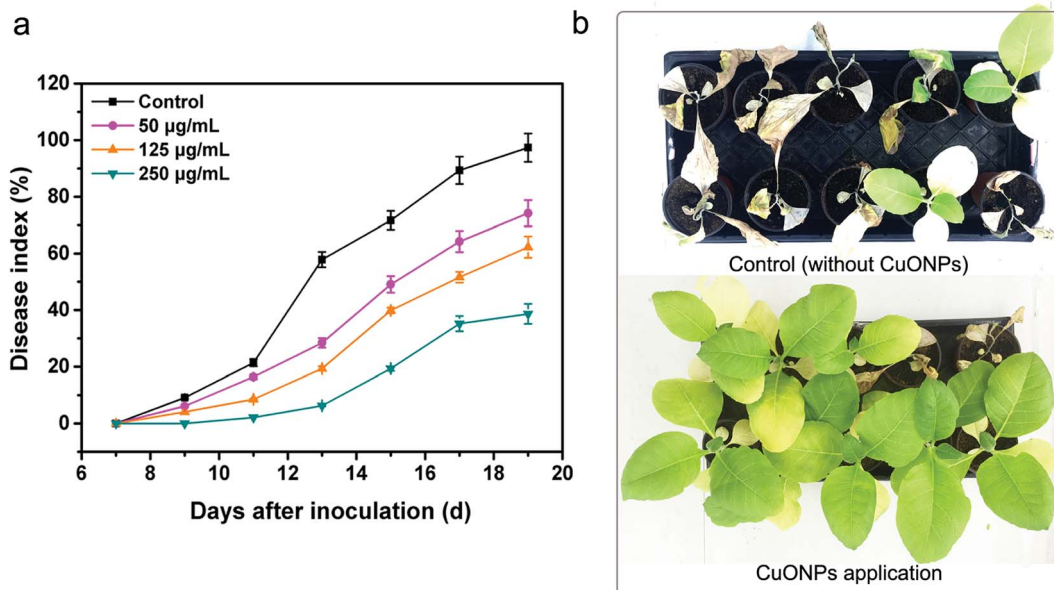 a
b
120
100
80
60
40
20
0
Disease index (%)
Control
50 µg/mL
125 µg/mL
250 µg/mL
6
8
10
12
14
16
18
20
Days after inoculation (d)
Control (without CuONPs)
CuONPs application